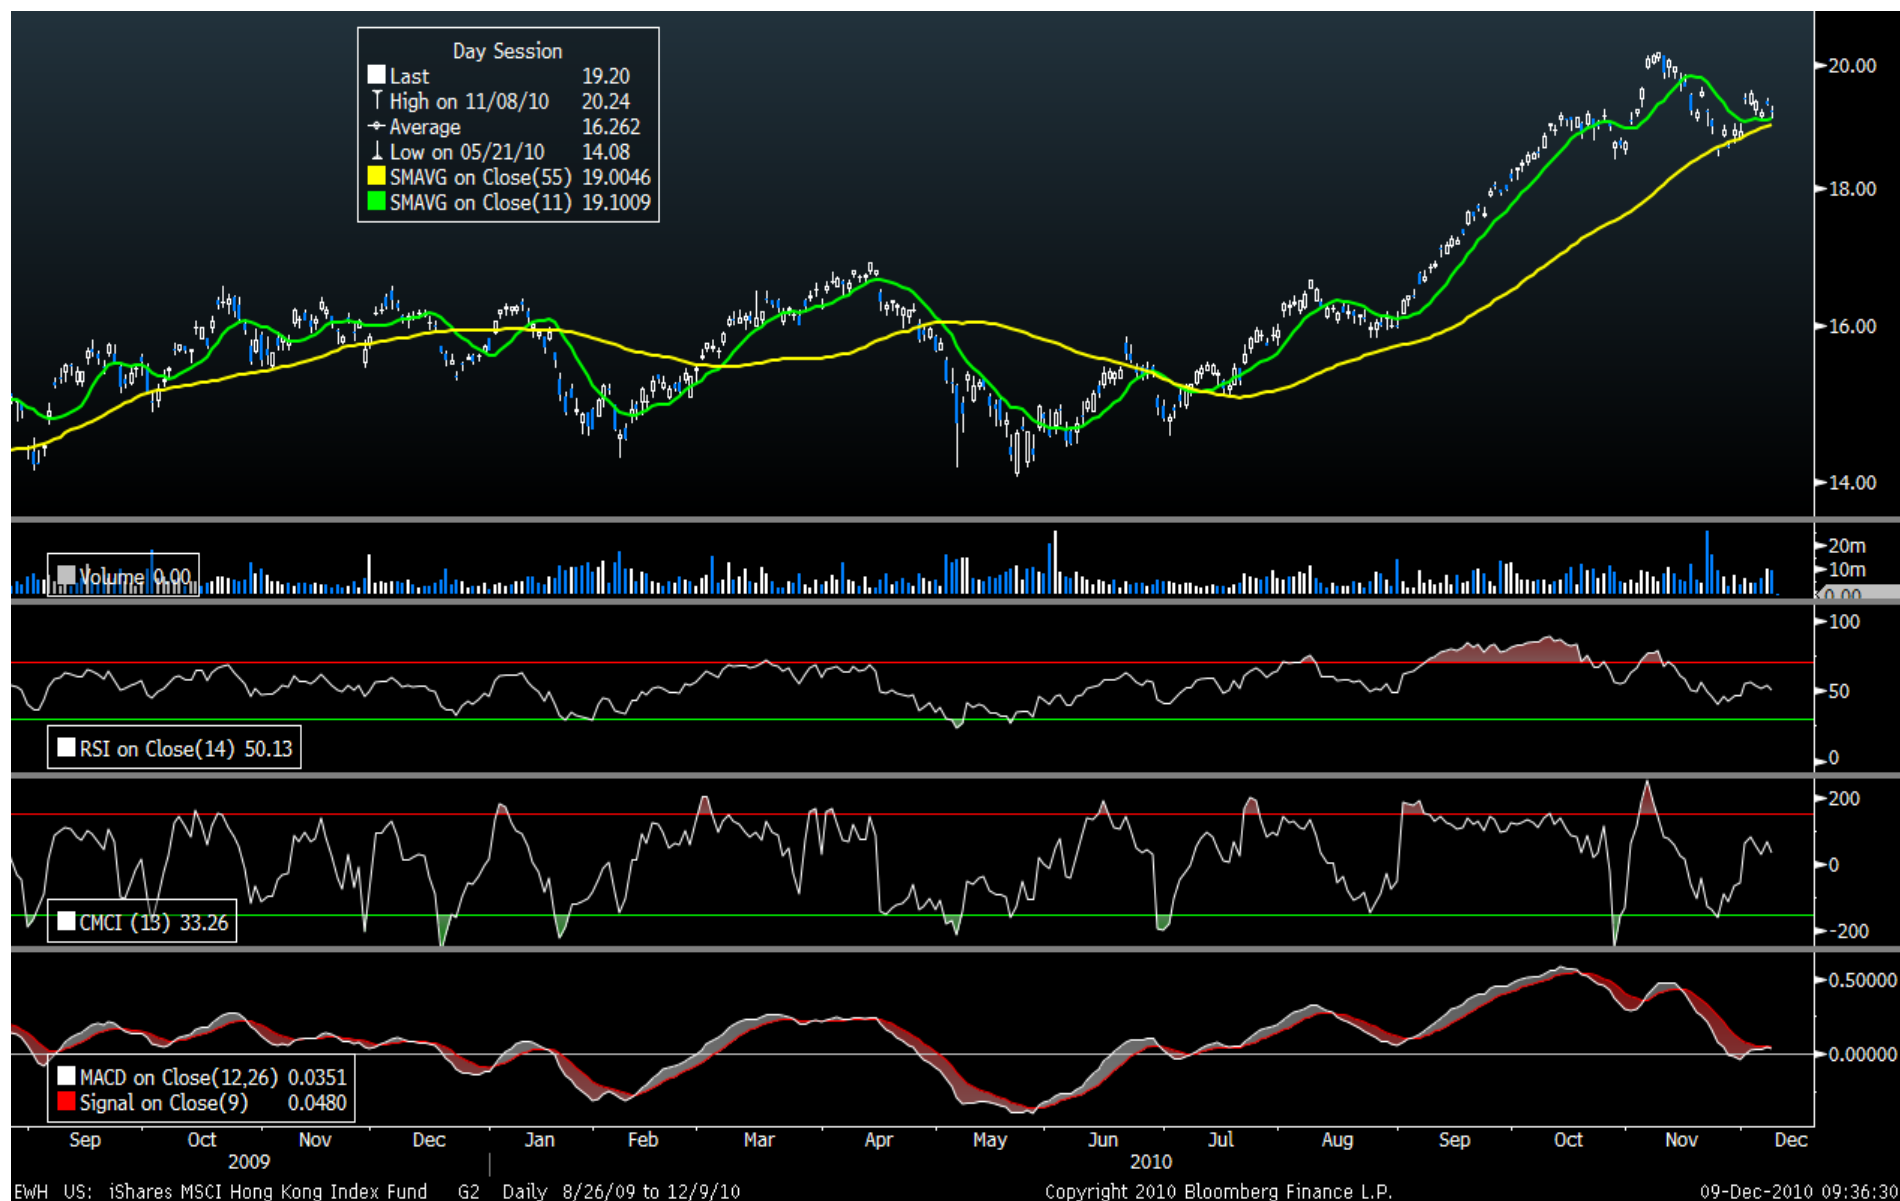 Day Session
Last 19.20
High on 11/08/10 20.24
Average 16.262
Low on 05/21/10 14.08
SMAVG on Close(55) 19.0046
SMAVG on Close(11) 19.1009
20.00
18.00
16.00
14.00
Volume 0.00
20m
10m
0.00
100
50
0
RSI on Close(14) 50.13
200
0
-200
CMCI (13) 33.26
0.50000
0.00000
MACD on Close(12,26) 0.0351
Signal on Close(9) 0.0480
Sep Oct Nov Dec Jan Feb Mar Apr May Jun Jul Aug Sep Oct Nov Dec
2009 2010
EWH US: iShares MSCI Hong Kong Index Fund G2 Daily 8/26/09 to 12/9/10 Copyright 2010 Bloomberg Finance L.P. 09-Dec-2010 09:36:30